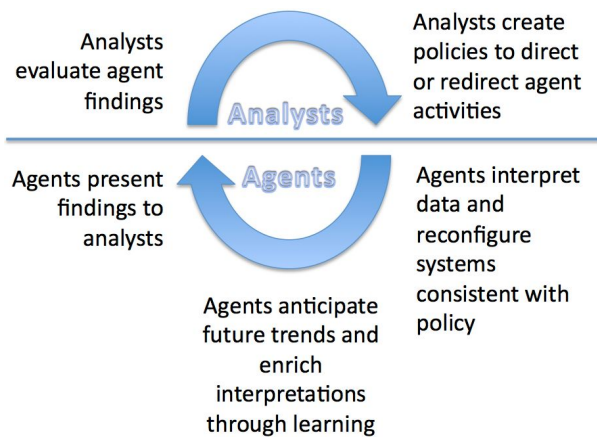 Analysts
evaluate agent
findings
Analysts create
policies to direct
or redirect agent
activities
Analysts
Agents
Agents present
findings to
analysts
Agents interpret
data and
reconfigure
systems
consistent with
policy
Agents anticipate
future trends and
enrich
interpretations
through learning